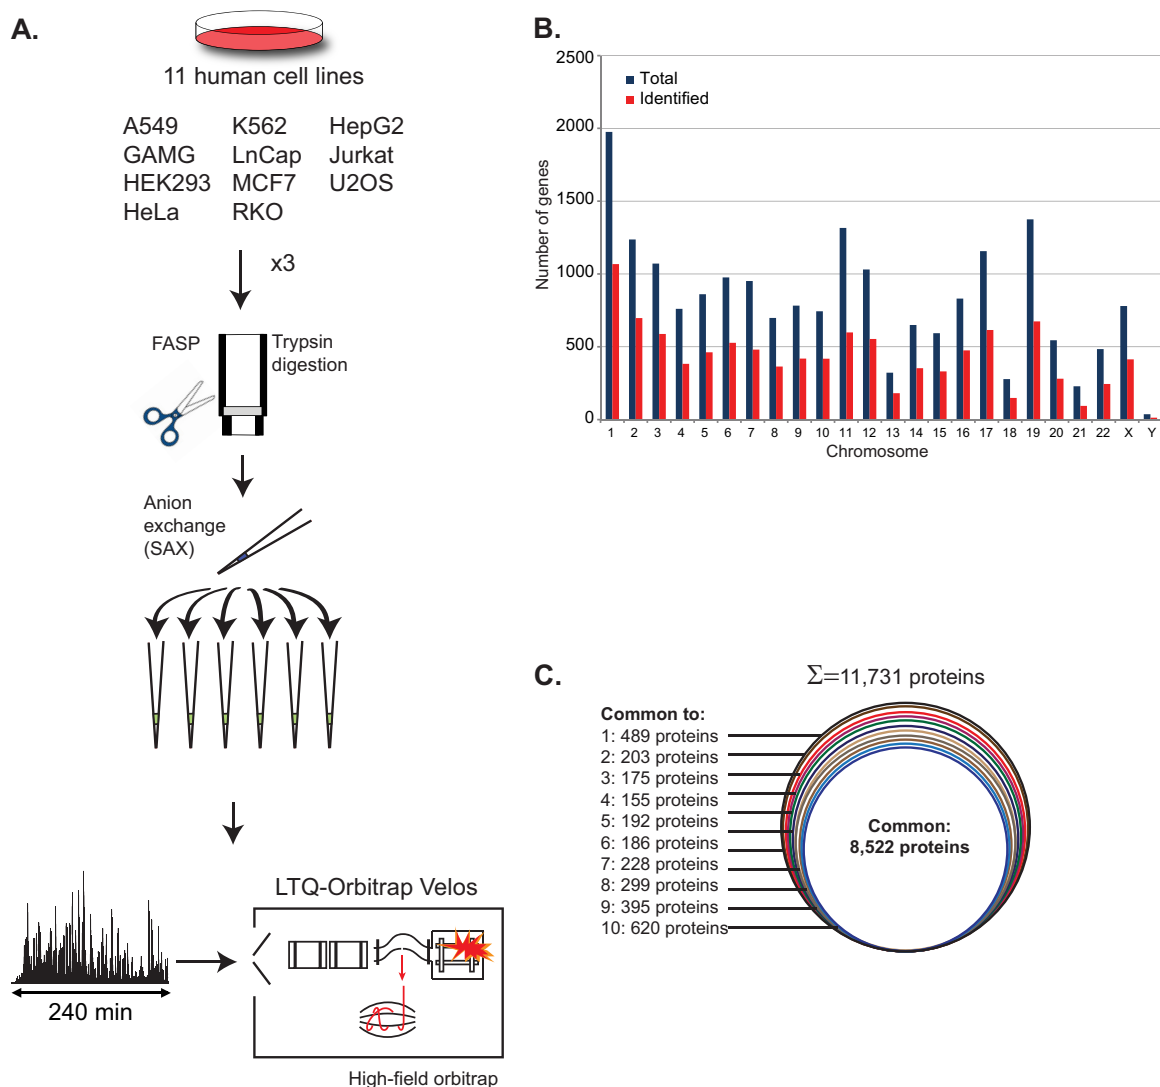 A.
11 human cell lines
A549 K562 HepG2
GAMG LnCap Jurkat
HEK293 MCF7 U2OS
HeLa RKO
x3
FASP
Trypsin
digestion
Anion
exchange
(SAX)
LTQ-Orbitrap Velos
240 min
High-field orbitrap
B.
2500
2000
1500
1000
500
0
Number of genes
Total
Identified
1 2 3 4 5 6 7 8 9 10 11 12 13 14 15 16 17 18 19 20 21 22 X Y
Chromosome
C.
Σ=11,731 proteins
Common to:
1: 489 proteins
2: 203 proteins
3: 175 proteins
4: 155 proteins
5: 192 proteins
6: 186 proteins
7: 228 proteins
8: 299 proteins
9: 395 proteins
10: 620 proteins
Common:
8,522 proteins